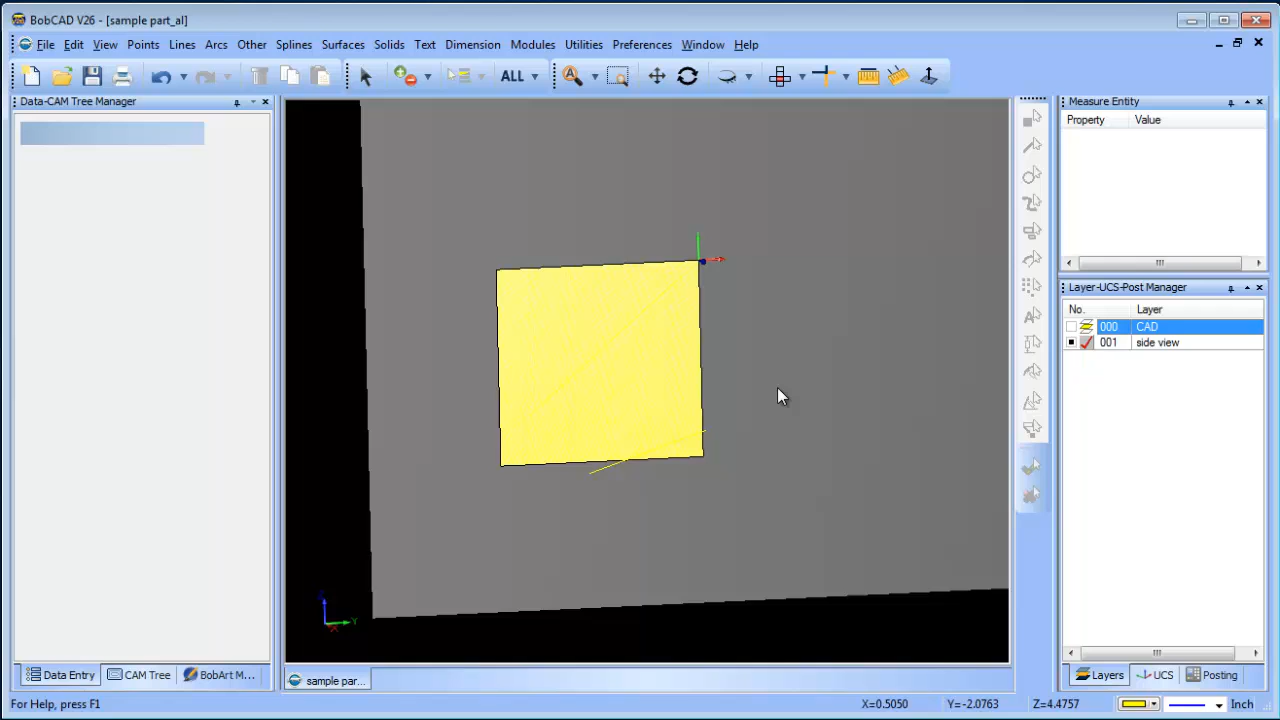 BobCAD V26 - [sample part_al]
File Edit View Points Lines Arcs Other Splines Surfaces Solids Text Dimension Modules Utilities Preferences Window Help
ALL
Data-CAM Tree Manager
Data Entry CAM Tree BobArt M...
Y
sample par...
Measure Entity
Property Value
Layer-UCS-Post Manager
No. Layer
000 CAD
001 side view
Layers UCS Posting
For Help, press F1
X=0.5050 Y=-2.0763 Z=4.4757 Inch